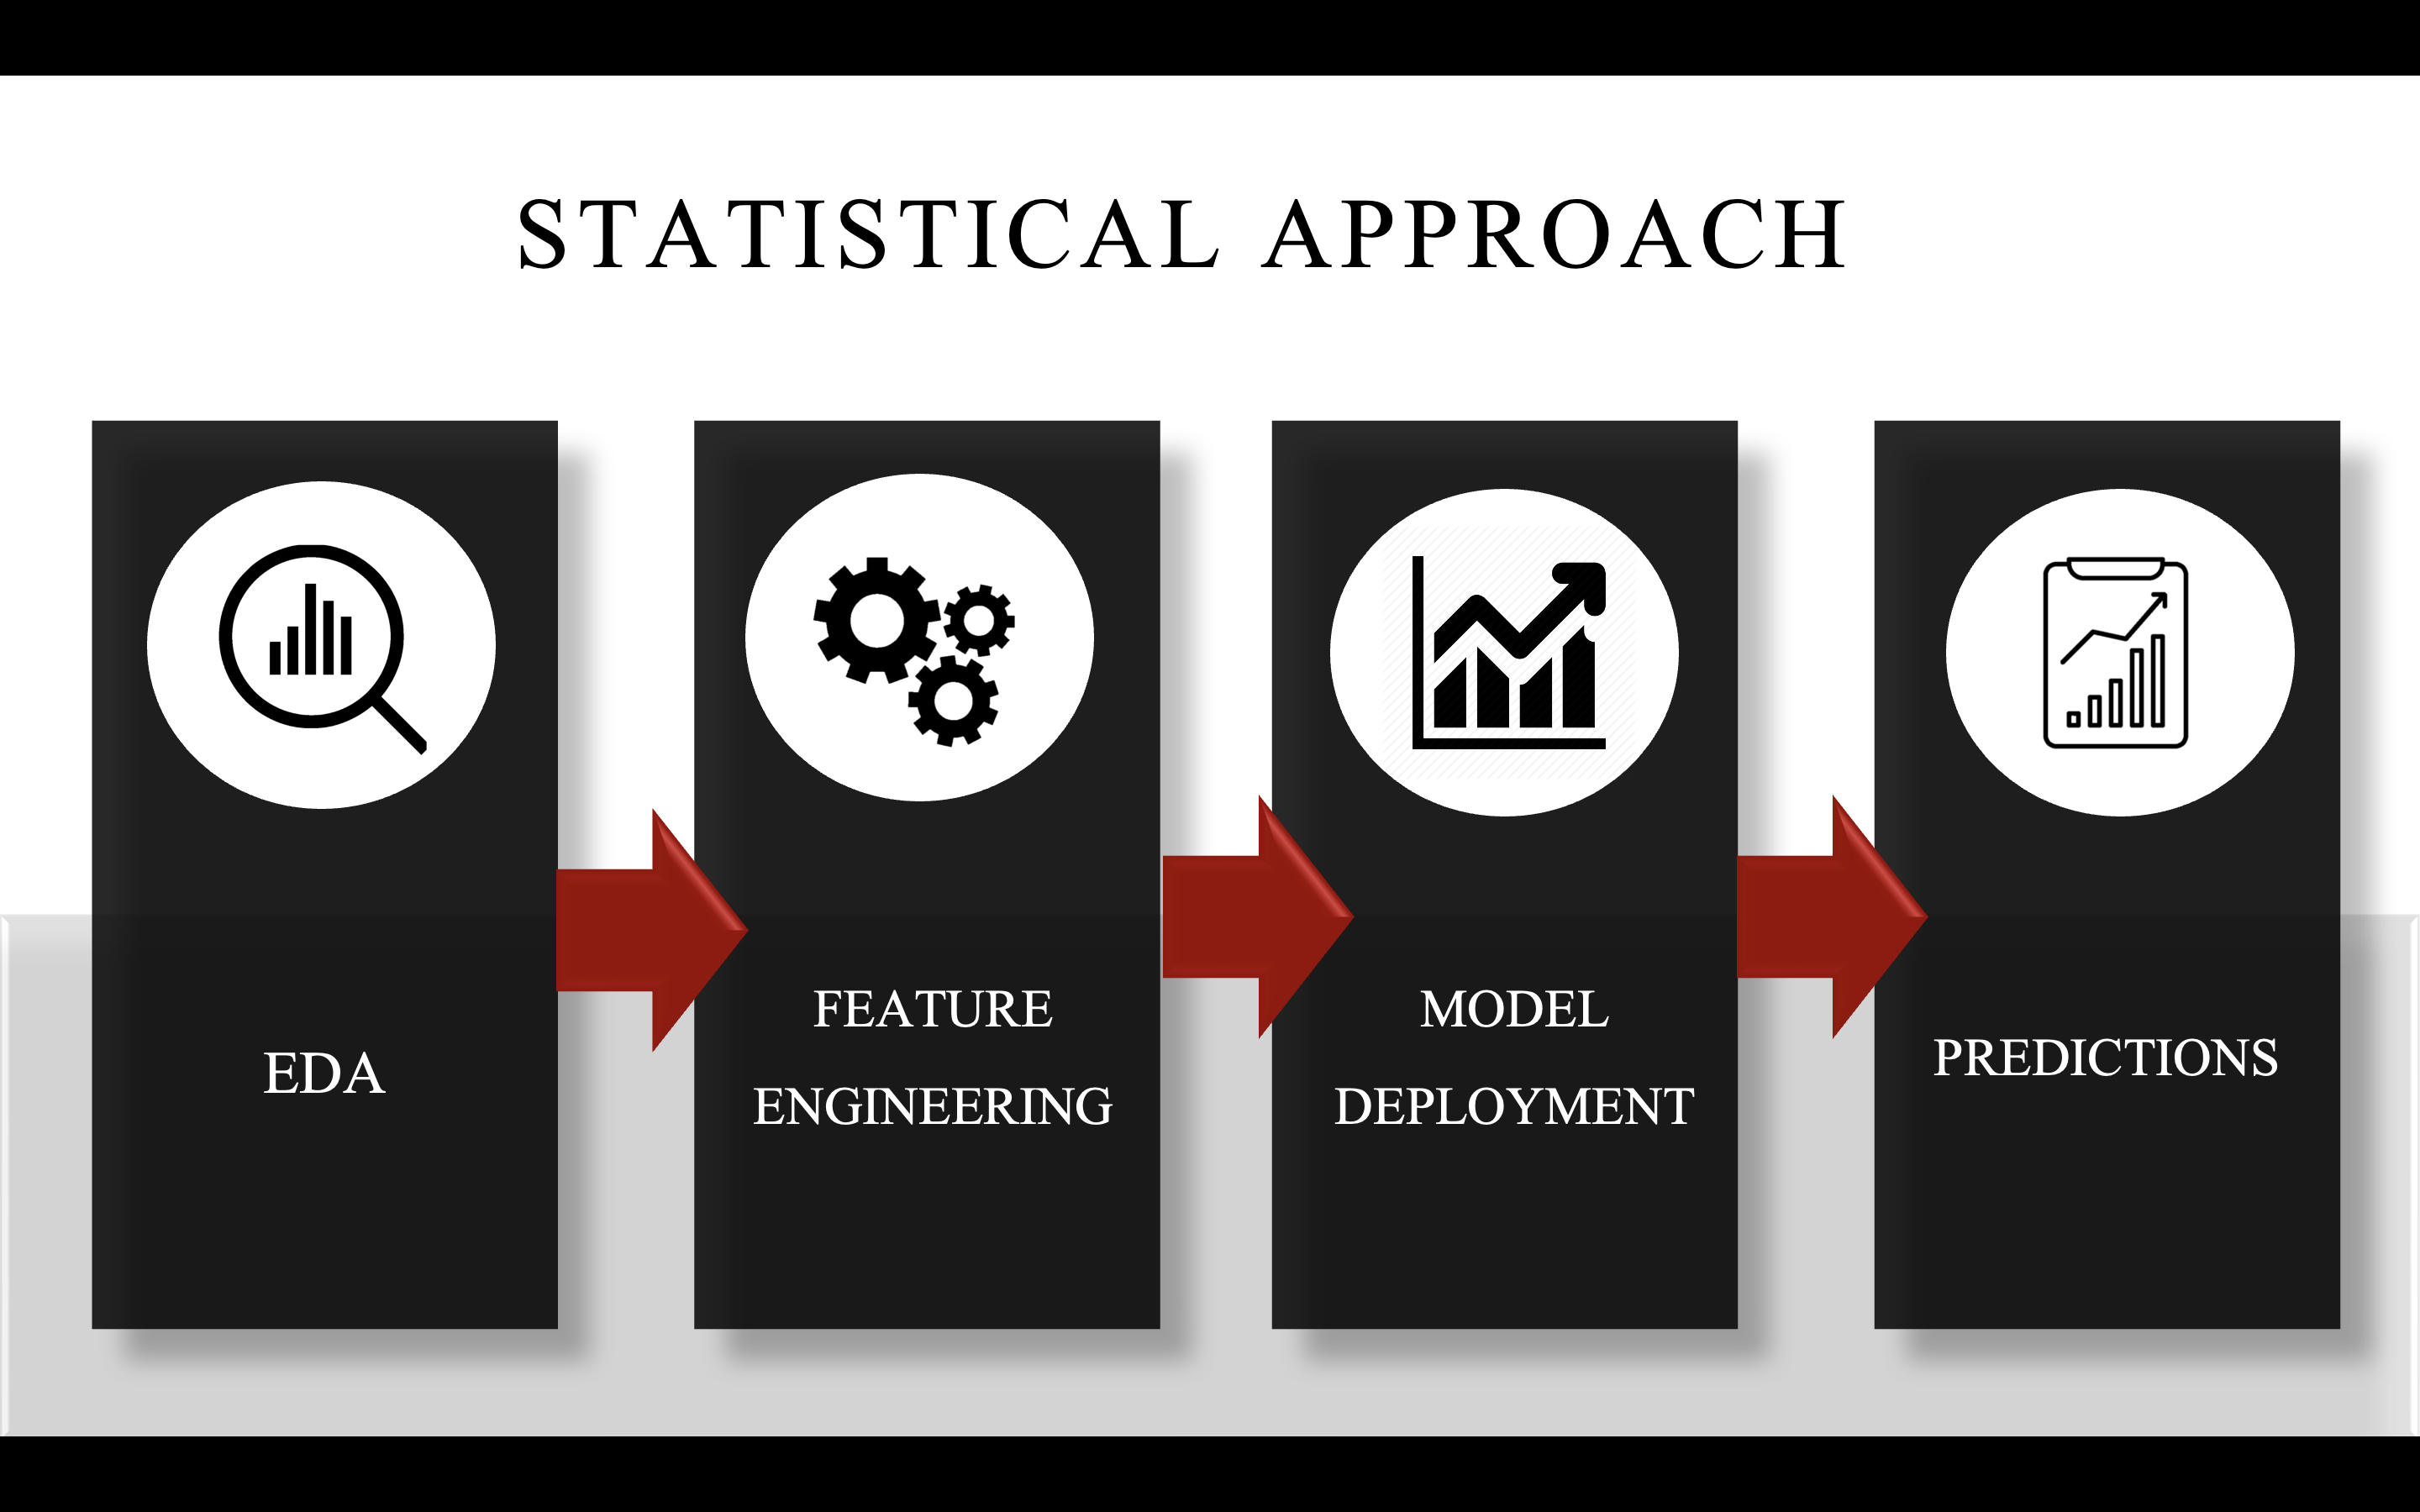 STATISTICAL APPROACH
EDA
FEATURE
ENGINEERING
MODEL
DEPLOYMENT
PREDICTIONS